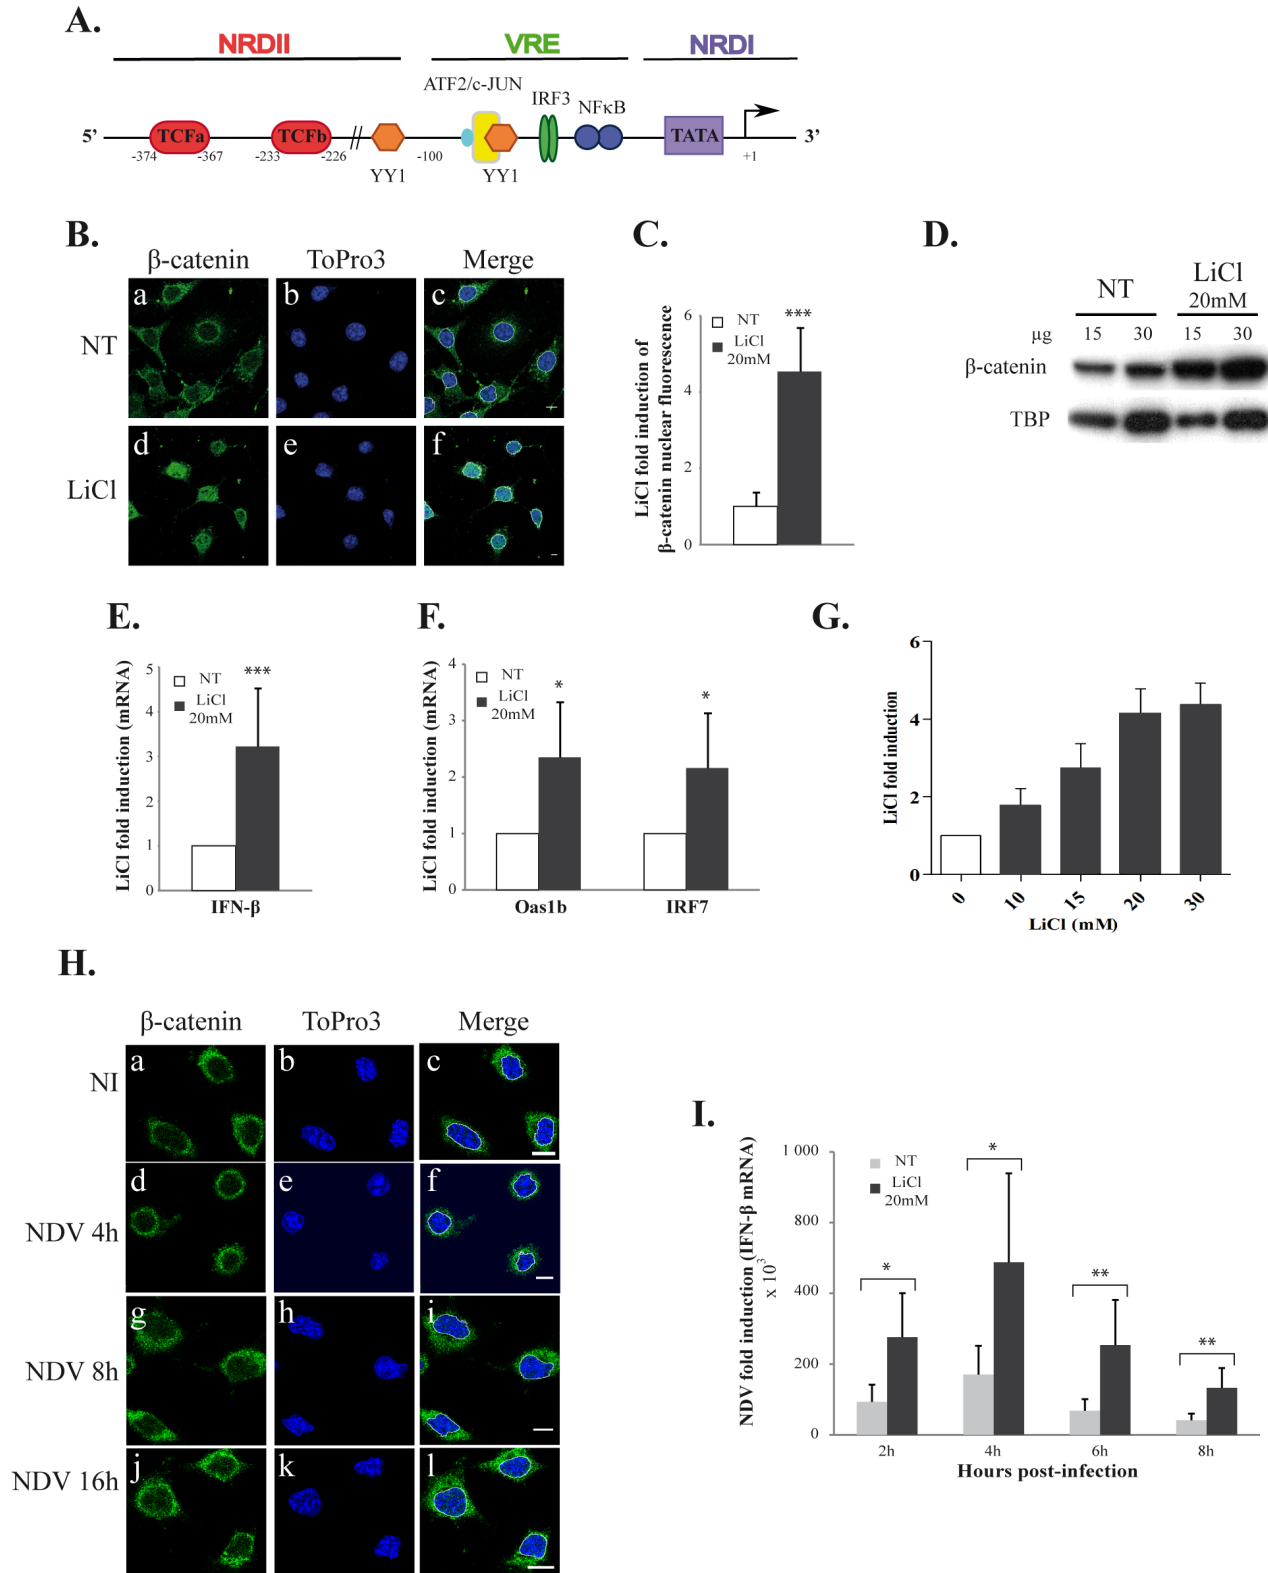 A.
NRDII VRE NRDI
ATF2/c-JUN
IRF3
NFκB
5’ TCFa TCFb // TATA 3’
-374 -367 -233 -226 -100 +1
YY1 YY1
B.
β-catenin ToPro3 Merge
NT
a b c
LiCl
d e f
C.
LiCl fold induction of
β-catenin nuclear fluorescence
NT
LiCl
20mM
***
8
6
4
2
0
D.
NT LiCl
20mM
µg 15 30 15 30
β-catenin
TBP
E.
LiCl fold induction (mRNA)
NT
LiCl
20mM
***
5
4
3
2
1
0
IFN-β
F.
LiCl fold induction (mRNA)
NT
LiCl
20mM
* *
4
3
2
1
0
Oas1b IRF7
G.
LiCl fold induction
6
4
2
0
0 10 15 20 30
LiCl (mM)
H.
β-catenin ToPro3 Merge
NI
a b c
NDV 4h
d e f
NDV 8h
g h i
NDV 16h
j k l
I.
NDV fold induction (IFN-β mRNA)
x 10³
NT
LiCl
20mM
1 000
800
400
200
0
* * ** **
2h 4h 6h 8h
Hours post-infection